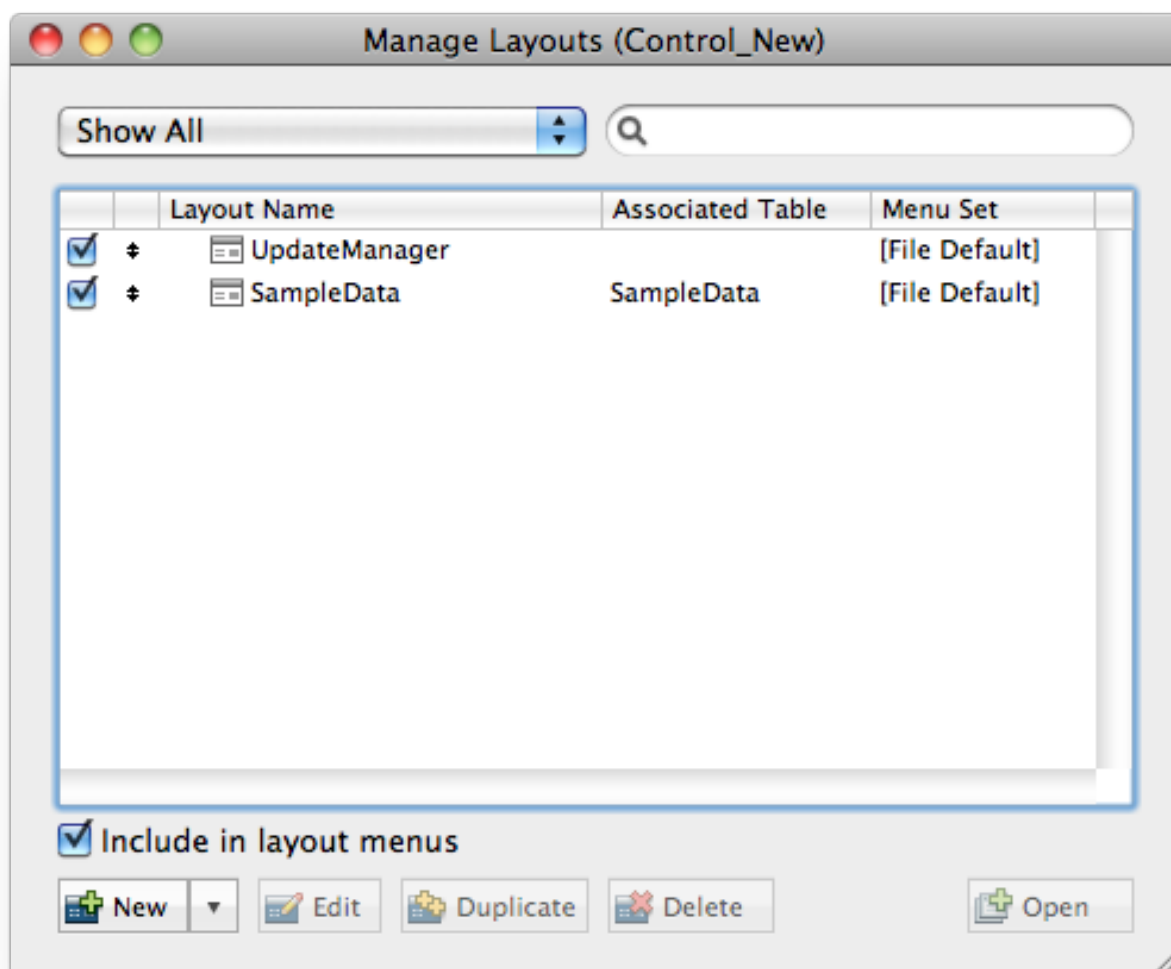 Manage Layouts (Control_New)
Show All
Layout Name Associated Table Menu Set
UpdateManager [File Default]
SampleData SampleData [File Default]
Include in layout menus
New Edit Duplicate Delete Open